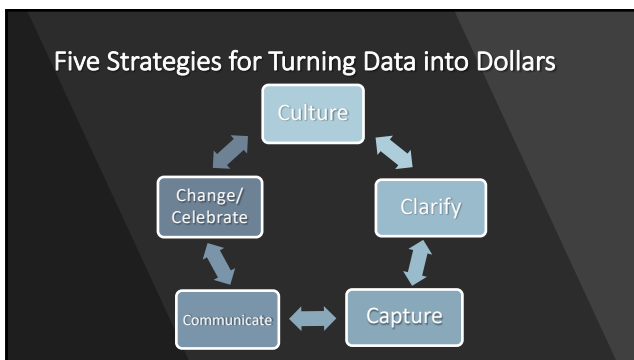 Five Strategies for Turning Data into Dollars
Culture
Clarify
Capture
Communicate
Change/
Celebrate